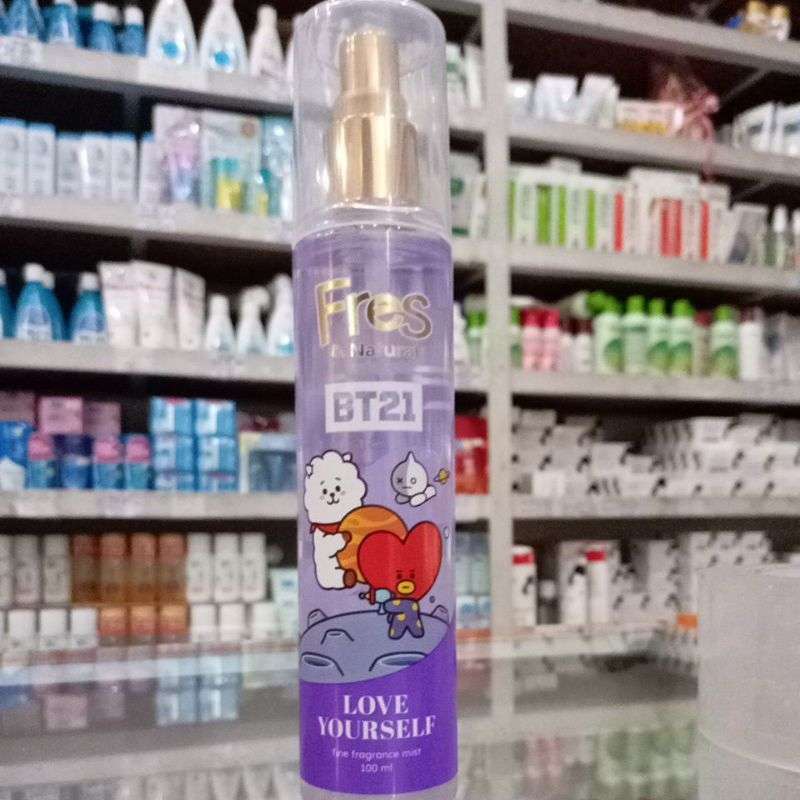 Fres
& Natural
BT21
LOVE
YOURSELF
fine fragrance mist
100 ml